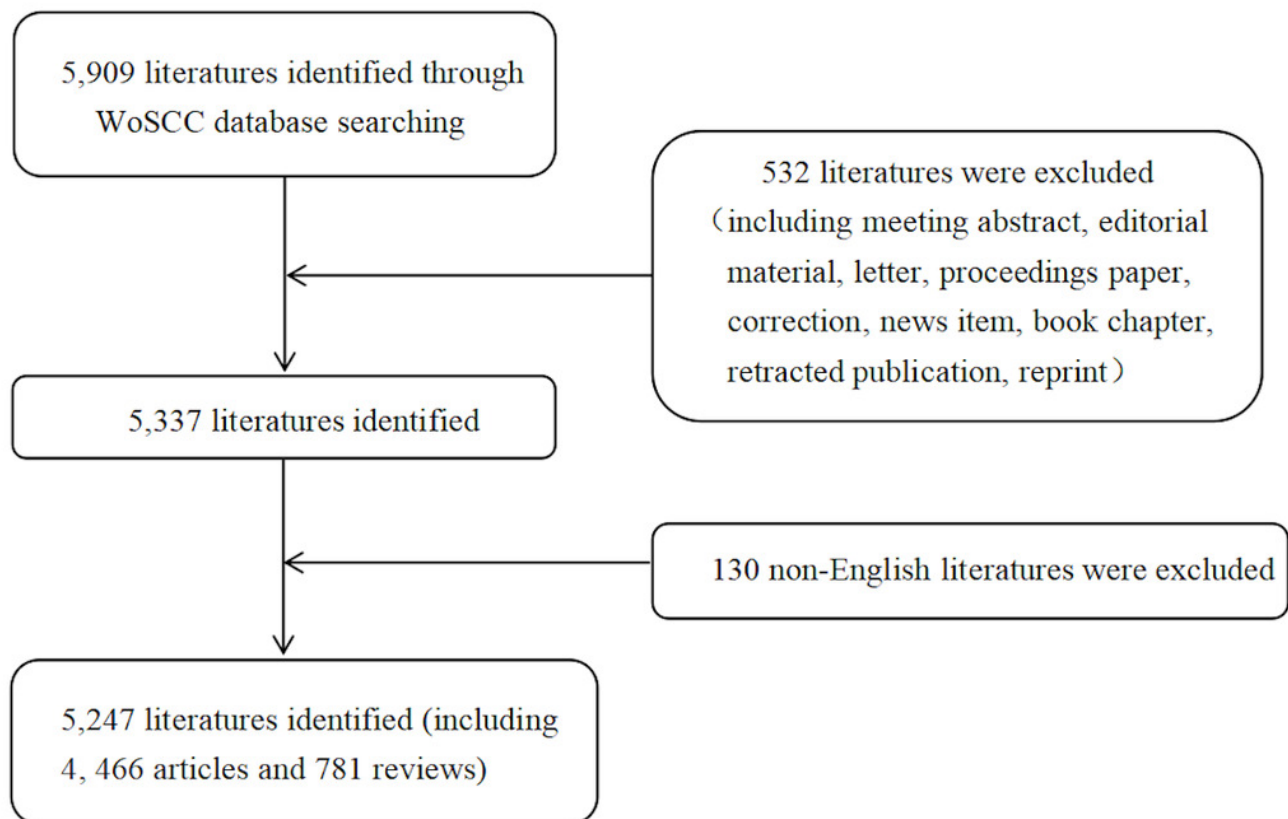 5,909 literatures identified through
WoSCC database searching
532 literatures were excluded
（including meeting abstract, editorial
material, letter, proceedings paper,
correction, news item, book chapter,
retracted publication, reprint）
5,337 literatures identified
130 non-English literatures were excluded
5,247 literatures identified (including
4, 466 articles and 781 reviews)